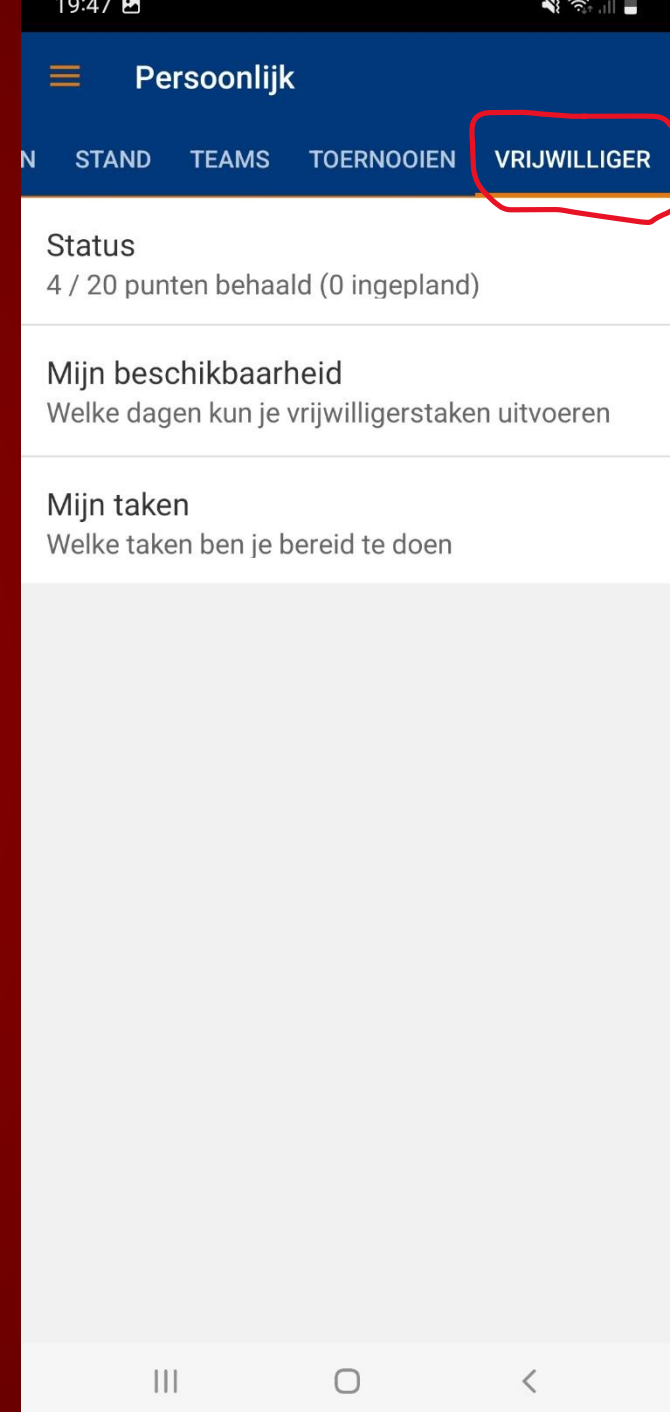 19:47
Persoonlijk
N STAND TEAMS TOERNOOIEN VRIJWILLIGER
Status
4 / 20 punten behaald (0 ingepland)
Mijn beschikbaarheid
Welke dagen kun je vrijwilligerstaken uitvoeren
Mijn taken
Welke taken ben je bereid te doen